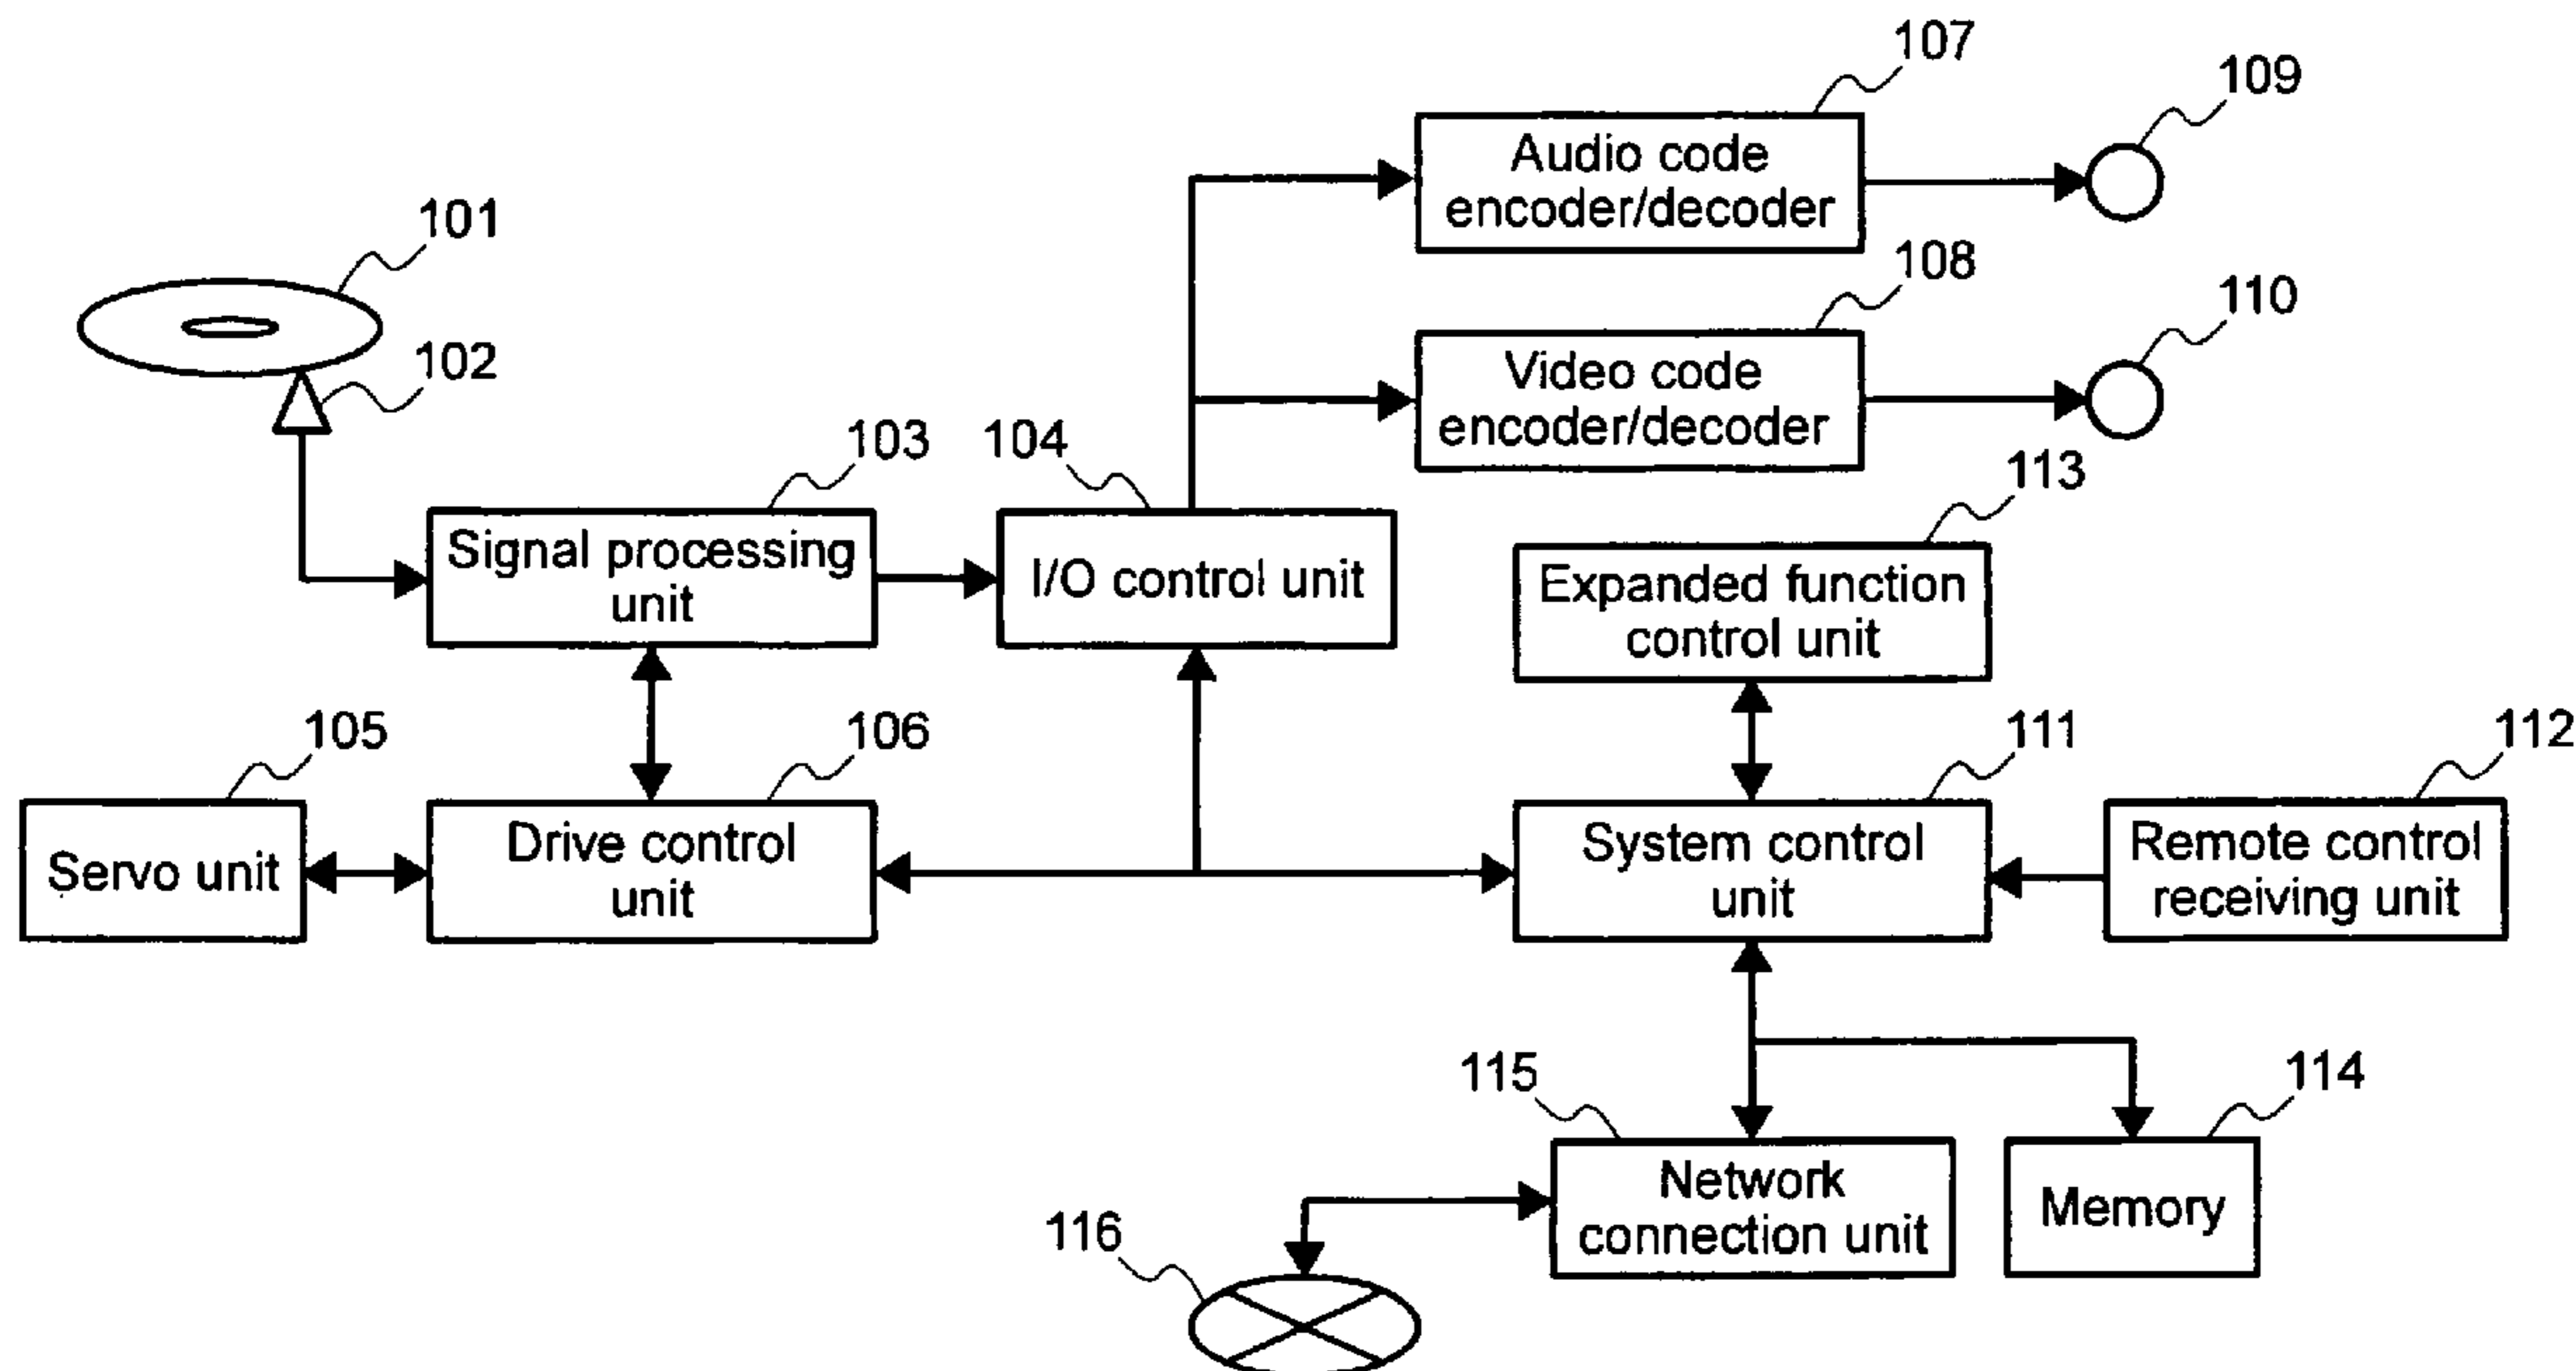 107
109
Audio code
encoder/decoder
101
108
110
102
Video code
encoder/decoder
103
104
113
Signal processing
unit
I/O control unit
Expanded function
control unit
105
106
111
112
Servo unit
Drive control
unit
System control
unit
Remote control
receiving unit
115
114
Network
connection unit
Memory
116